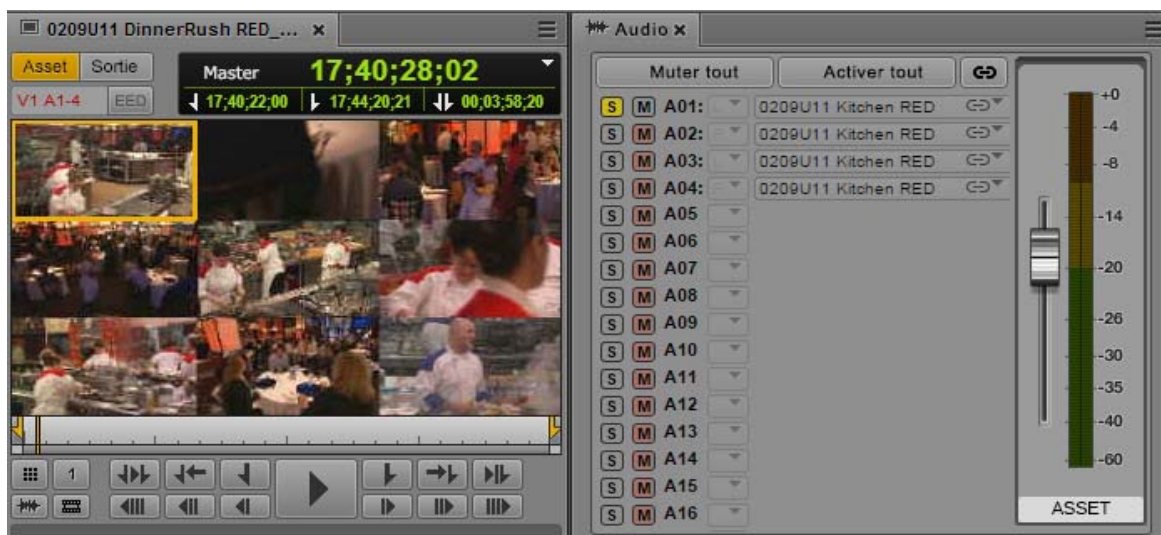 0209U11 DinnerRush RED_...
Asset Sortie
Master 17;40;28;02
V1 A1-4 EED
17;40;22;00 17;44;20;21 00;03;58;20
1
Audio
Muter tout Activer tout
S M A01: L 0209U11 Kitchen RED
S M A02: 0209U11 Kitchen RED
S M A03: L 0209U11 Kitchen RED
S M A04: 0209U11 Kitchen RED
S M A05
S M A06
S M A07
S M A08
S M A09
S M A10
S M A11
S M A12
S M A13
S M A14
S M A15
S M A16
+0
-4
-8
-14
-20
-26
-30
-35
-40
-60
ASSET